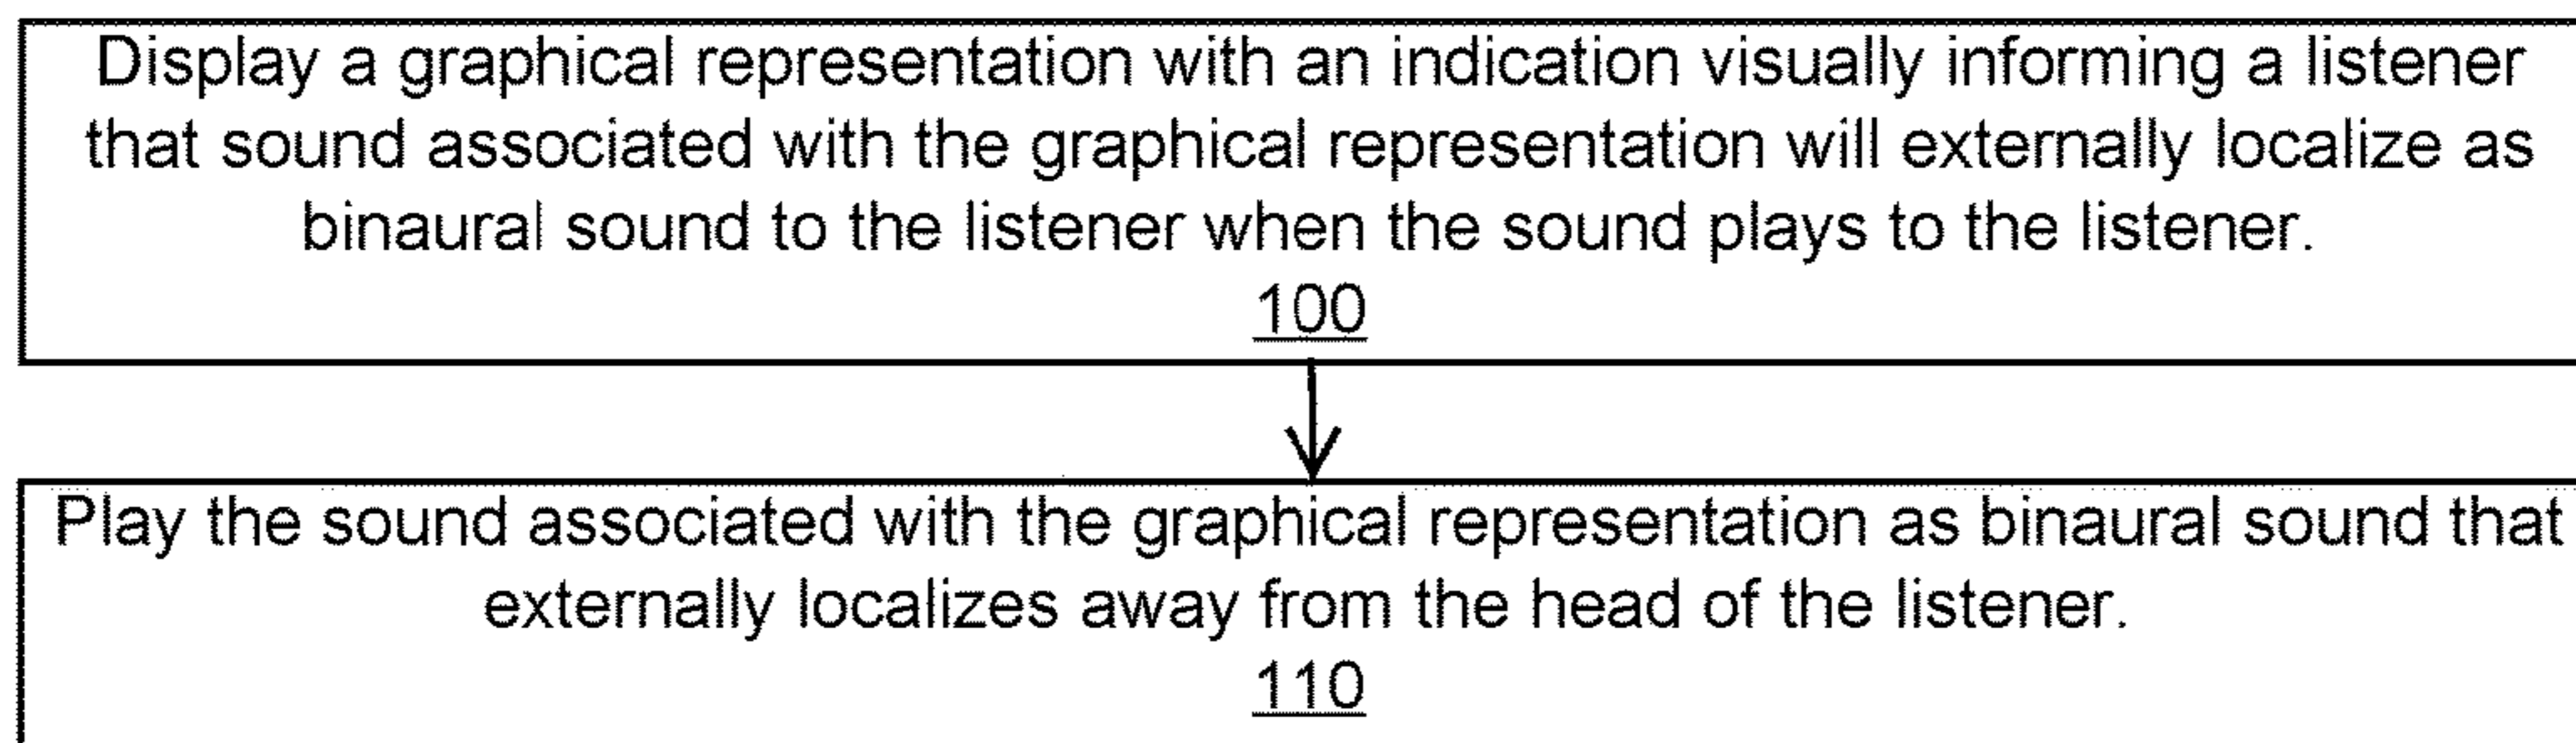 Display a graphical representation with an indication visually informing a listener
that sound associated with the graphical representation will externally localize as
binaural sound to the listener when the sound plays to the listener.
100
Play the sound associated with the graphical representation as binaural sound that
externally localizes away from the head of the listener.
110